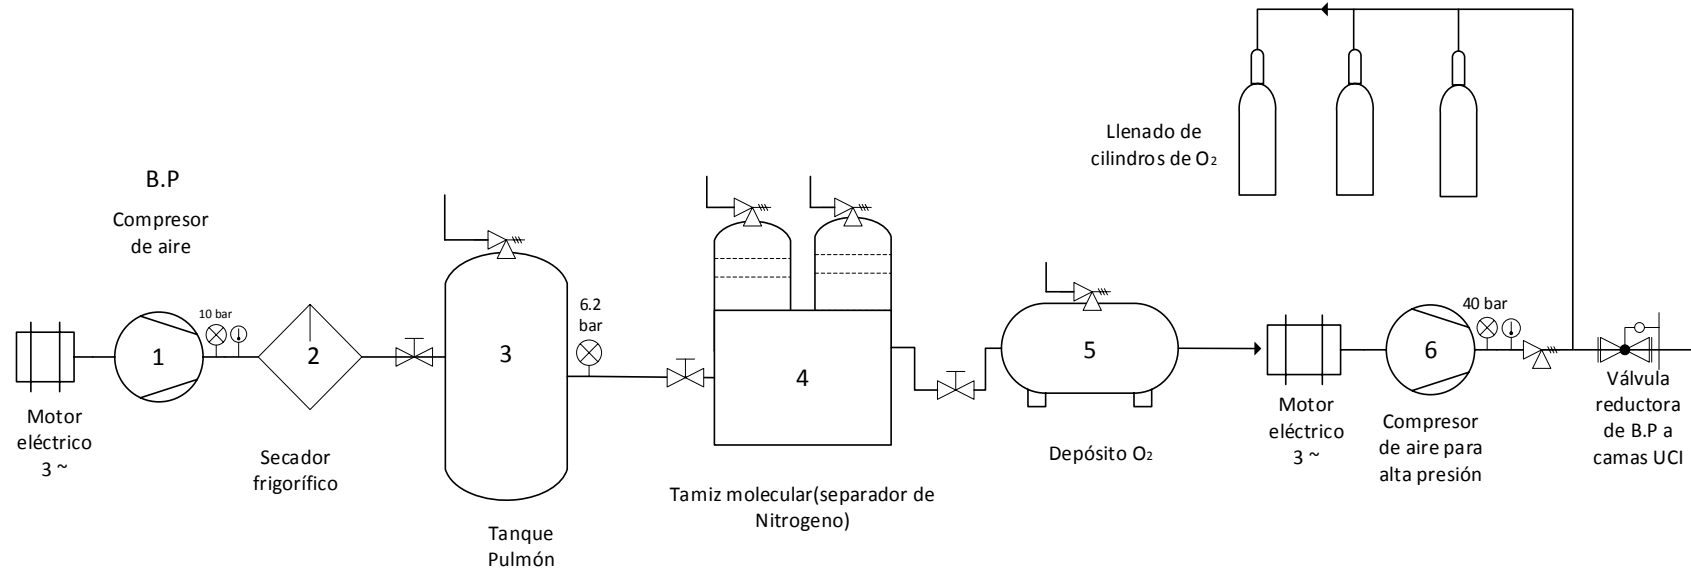 B.P
Compresor
de aire
10 bar
1
Motor
eléctrico
3 ~
2
Secador
frigorífico
3
Tanque
Pulmón
6.2
bar
4
Tamiz molecular(separador de
Nitrogeno)
5
Depósito O2
Llenado de
cilindros de O2
Motor
eléctrico
3 ~
40 bar
6
Compresor
de aire para
alta presión
Válvula
reductora
de B.P a
camas UCI